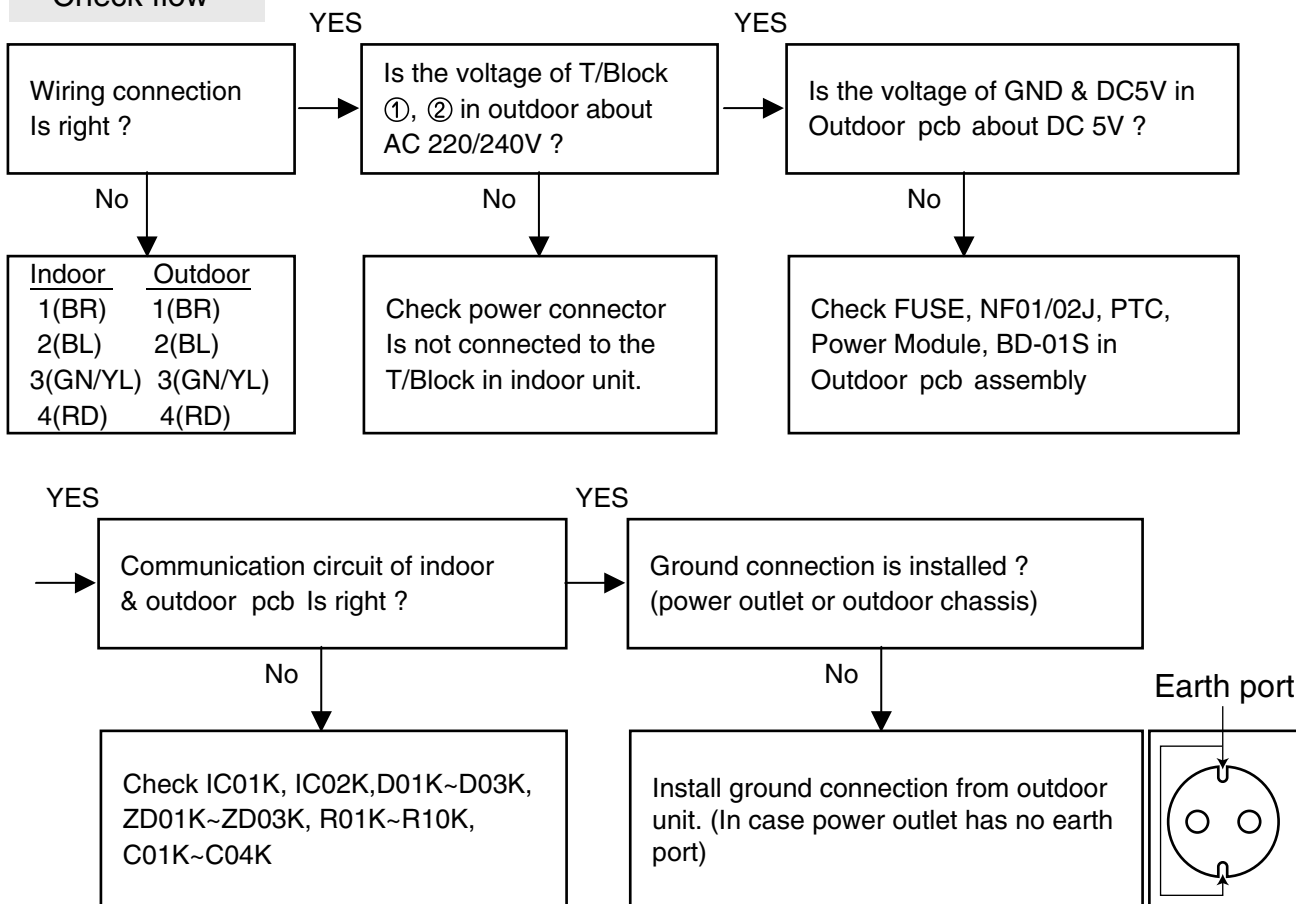 Check flow
YES
YES
Wiring connection
Is right ?
Is the voltage of T/Block
①, ② in outdoor about
AC 220/240V ?
Is the voltage of GND & DC5V in
Outdoor pcb about DC 5V ?
No
No
No
Indoor Outdoor
1(BR) 1(BR)
2(BL) 2(BL)
3(GN/YL) 3(GN/YL)
4(RD) 4(RD)
Check power connector
Is not connected to the
T/Block in indoor unit.
Check FUSE, NF01/02J, PTC,
Power Module, BD-01S in
Outdoor pcb assembly
YES
YES
Communication circuit of indoor
& outdoor pcb Is right ?
Ground connection is installed ?
(power outlet or outdoor chassis)
No
No
Earth port
Check IC01K, IC02K,D01K~D03K,
ZD01K~ZD03K, R01K~R10K,
C01K~C04K
Install ground connection from outdoor
unit. (In case power outlet has no earth
port)